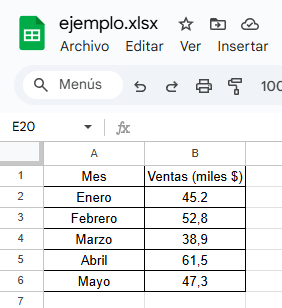 ejemplo.xlsx
Archivo Editar Ver Insertar
Menús 100
E20 fx
A B
1 Mes Ventas (miles $)
2 Enero 45.2
3 Febrero 52,8
4 Marzo 38,9
5 Abril 61,5
6 Mayo 47,3
7